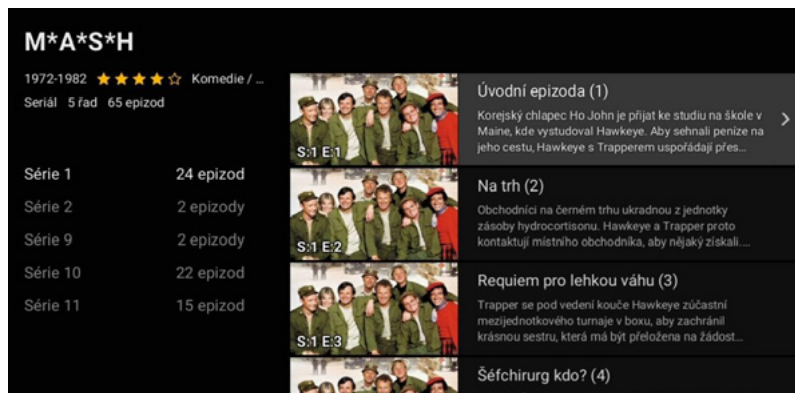 M*A*S*H
1972-1982 Komedie / ...
Seriál 5 řad 65 epizod
Série 1 24 epizod
Série 2 2 epizody
Série 9 2 epizody
Série 10 22 epizod
Série 11 15 epizod
S:1 E:1
Úvodní epizoda (1)
Korejský chlapec Ho John je přijat ke studiu na škole v
Maine, kde vystudoval Hawkeye. Aby sehnali peníze na
jeho cestu, Hawkeye s Trapperem uspořádají přes...
S:1 E:2
Na trh (2)
Obchodníci na černém trhu ukradnou z jednotky
zásoby hydrocortisonu. Hawkeye a Trapper proto
kontaktují místního obchodníka, aby nějaký získali....
S:1 E:3
Requiem pro lehkou váhu (3)
Trapper se pod vedení kouče Hawkeye zúčastní
mezijednotkového turnaje v boxu, aby zachránil
krásnou sestru, která má být přeložena na žádost...
Šéfchirurg kdo? (4)